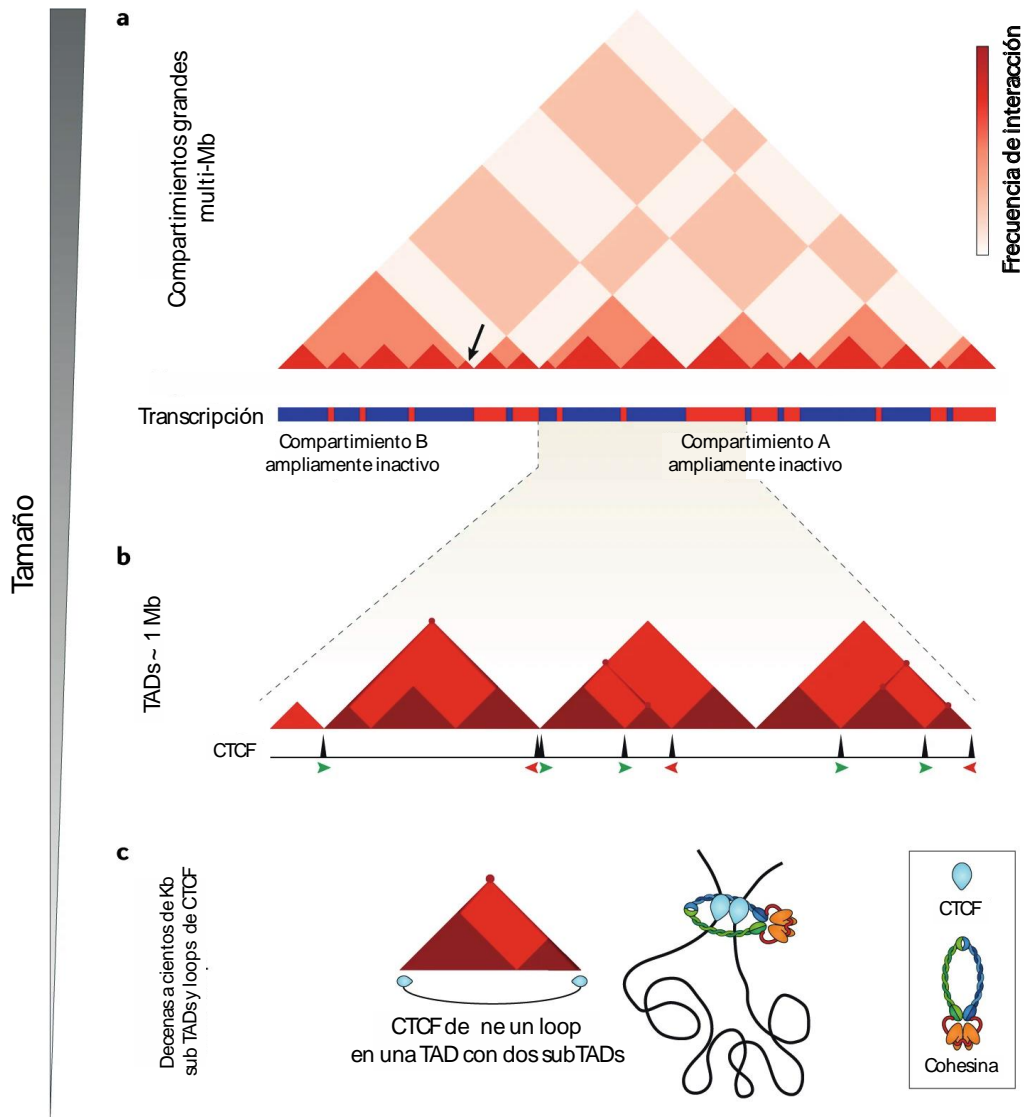 a
Compartimientos grandes
multi-Mb
Frecuencia de interacción
Transcripción
Compartimiento B
ampliamente inactivo
Compartimiento A
ampliamente inactivo
Tamaño
b
TADs ~ 1 Mb
CTCF
c
Decenas a cientos de Kb
sub TADs y loops de CTCF
CTCF de ne un loop
en una TAD con dos subTADs
CTCF
Cohesina